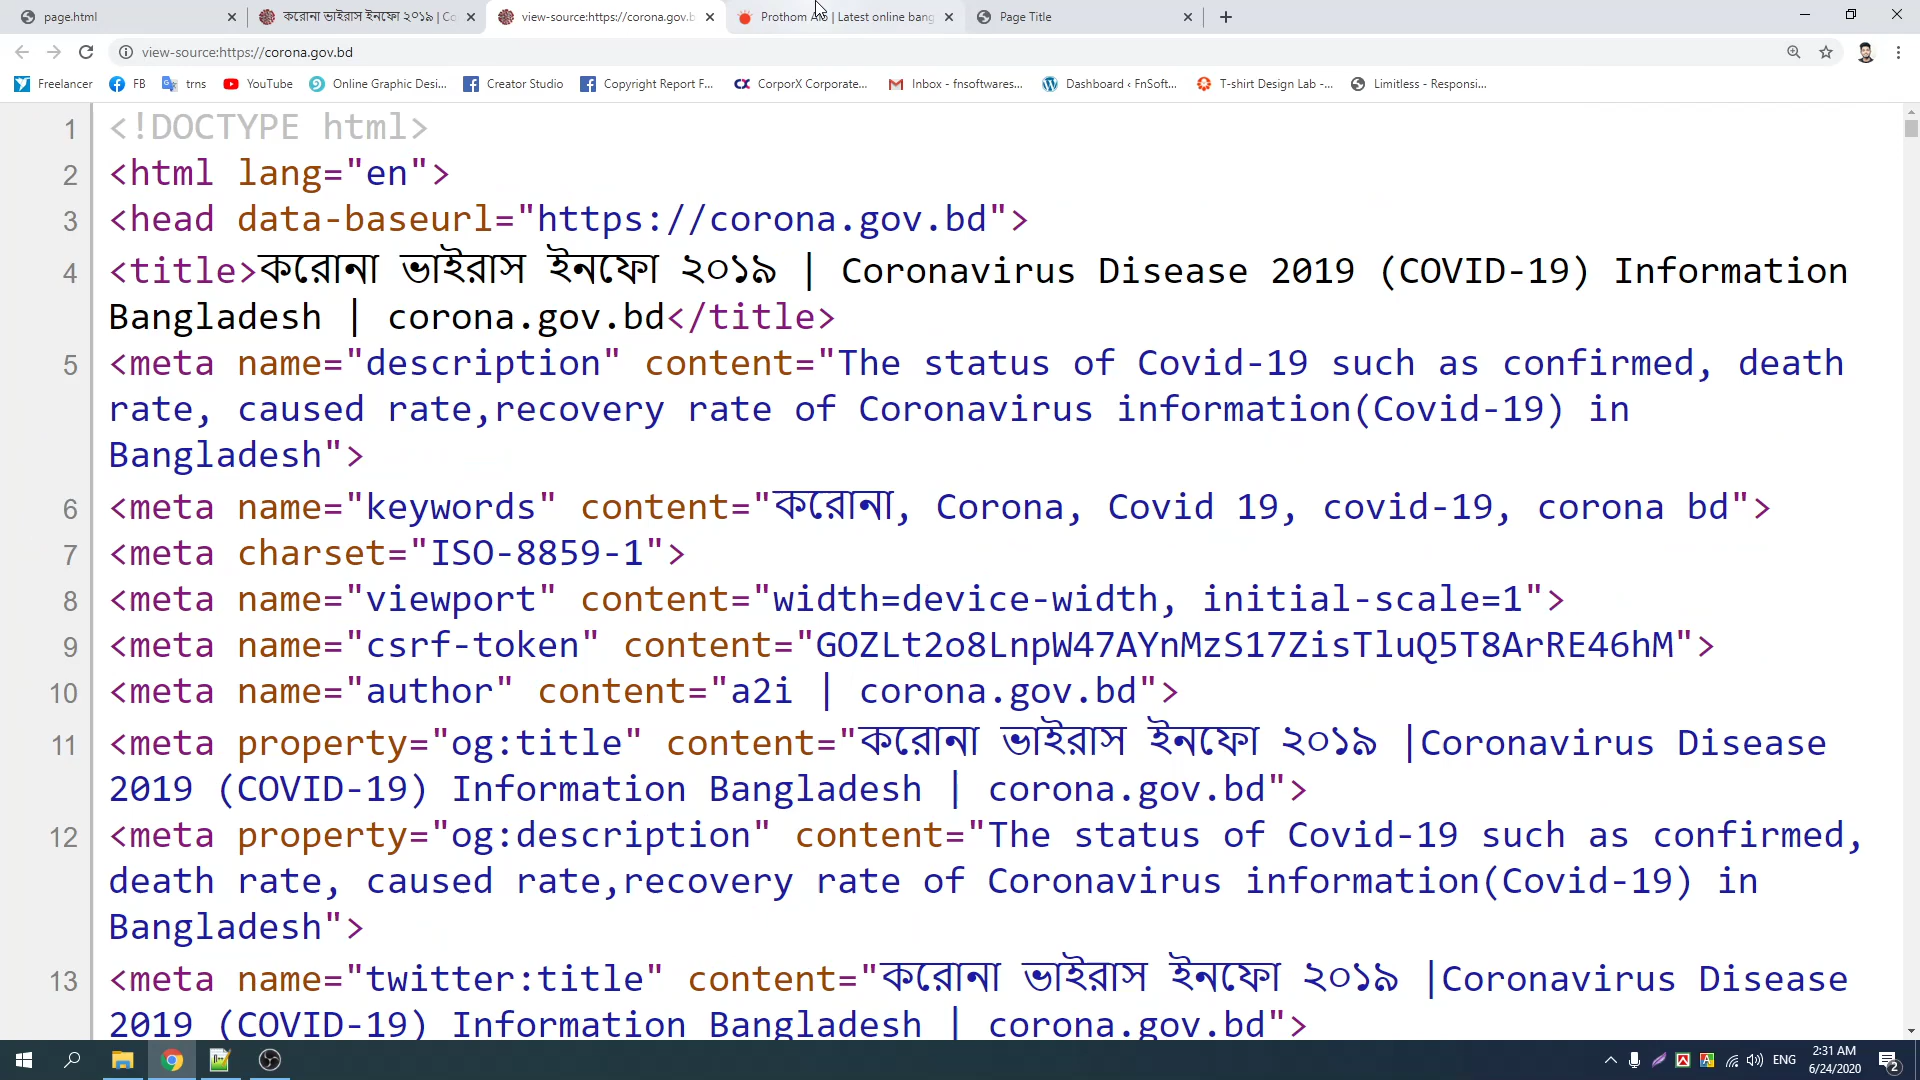 page.html
করোনা ভাইরাস ইনফো ২০১৯ | Co
view-source:https://corona.gov.b
Prothom Alo | Latest online bang
Page Title
view-source:https://corona.gov.bd
Freelancer
FB
trns
YouTube
Online Graphic Desi...
Creator Studio
Copyright Report F...
CorporX Corporate...
Inbox - fnsoftwares...
Dashboard ‹ FnSoft...
T-shirt Design Lab -...
Limitless - Responsi...
1 <!DOCTYPE html>
2 <html lang="en">
3 <head data-baseurl="https://corona.gov.bd">
4 <title>করোনা ভাইরাস ইনফো ২০১৯ | Coronavirus Disease 2019 (COVID-19) Information
Bangladesh | corona.gov.bd</title>
5 <meta name="description" content="The status of Covid-19 such as confirmed, death
rate, caused rate,recovery rate of Coronavirus information(Covid-19) in
Bangladesh">
6 <meta name="keywords" content="করোনা, Corona, Covid 19, covid-19, corona bd">
7 <meta charset="ISO-8859-1">
8 <meta name="viewport" content="width=device-width, initial-scale=1">
9 <meta name="csrf-token" content="GOZLt2o8LnpW47AYnMzS17ZisTluQ5T8ArRE46hM">
10 <meta name="author" content="a2i | corona.gov.bd">
11 <meta property="og:title" content="করোনা ভাইরাস ইনফো ২০১৯ |Coronavirus Disease
2019 (COVID-19) Information Bangladesh | corona.gov.bd">
12 <meta property="og:description" content="The status of Covid-19 such as confirmed,
death rate, caused rate,recovery rate of Coronavirus information(Covid-19) in
Bangladesh">
13 <meta name="twitter:title" content="করোনা ভাইরাস ইনফো ২০১৯ |Coronavirus Disease
2019 (COVID-19) Information Bangladesh | corona.gov.bd">
ENG
2:31 AM
6/24/2020
2